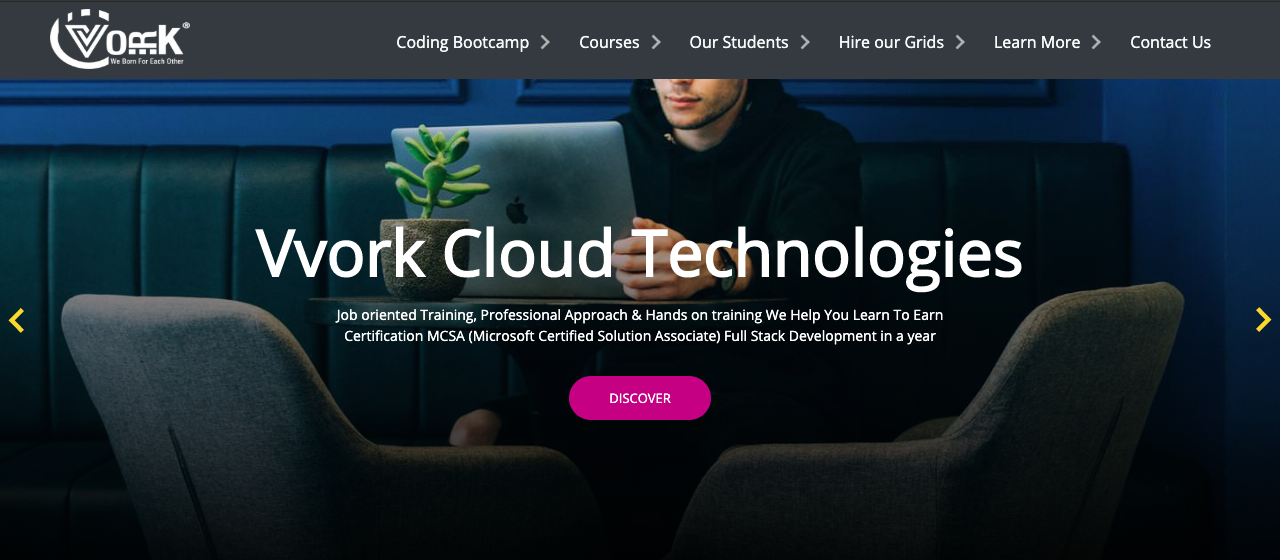 VvorK®
We Born For Each Other
Coding Bootcamp Courses Our Students Hire our Grids Learn More Contact Us
Vvork Cloud Technologies
Job oriented Training, Professional Approach & Hands on training We Help You Learn To Earn
Certification MCSA (Microsoft Certified Solution Associate) Full Stack Development in a year
DISCOVER